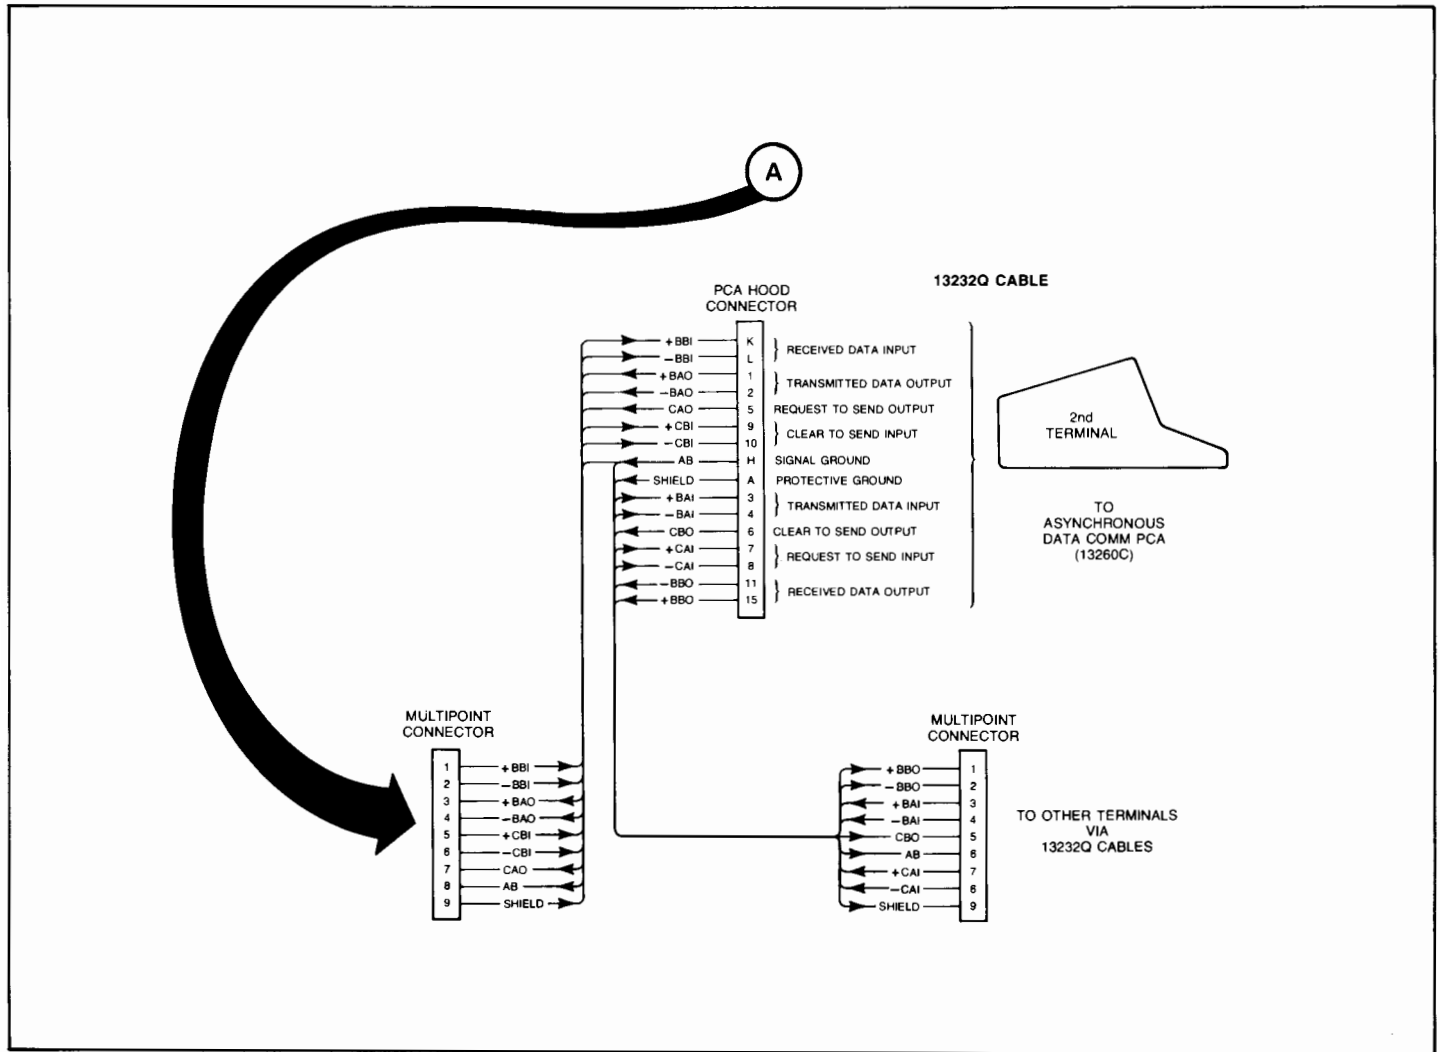 A
13232Q CABLE
PCA HOOD
CONNECTOR
+BBI K
−BBI L
RECEIVED DATA INPUT
+BAO 1
−BAO 2
TRANSMITTED DATA OUTPUT
CAO 5 REQUEST TO SEND OUTPUT
+CBI 9
−CBI 10
CLEAR TO SEND INPUT
AB H SIGNAL GROUND
SHIELD A PROTECTIVE GROUND
+BAI 3
−BAI 4
TRANSMITTED DATA INPUT
CBO 6 CLEAR TO SEND OUTPUT
+CAI 7
−CAI 8
REQUEST TO SEND INPUT
−BBO 11
+BBO 15
RECEIVED DATA OUTPUT
2nd
TERMINAL
TO
ASYNCHRONOUS
DATA COMM PCA
(13260C)
MULTIPOINT
CONNECTOR
1 +BBI
2 −BBI
3 +BAO
4 −BAO
5 +CBI
6 −CBI
7 CAO
8 AB
9 SHIELD
MULTIPOINT
CONNECTOR
+BBO 1
−BBO 2
+BAI 3
−BAI 4
CBO 5
AB 6
+CAI 7
−CAI 8
SHIELD 9
TO OTHER TERMINALS
VIA
13232Q CABLES